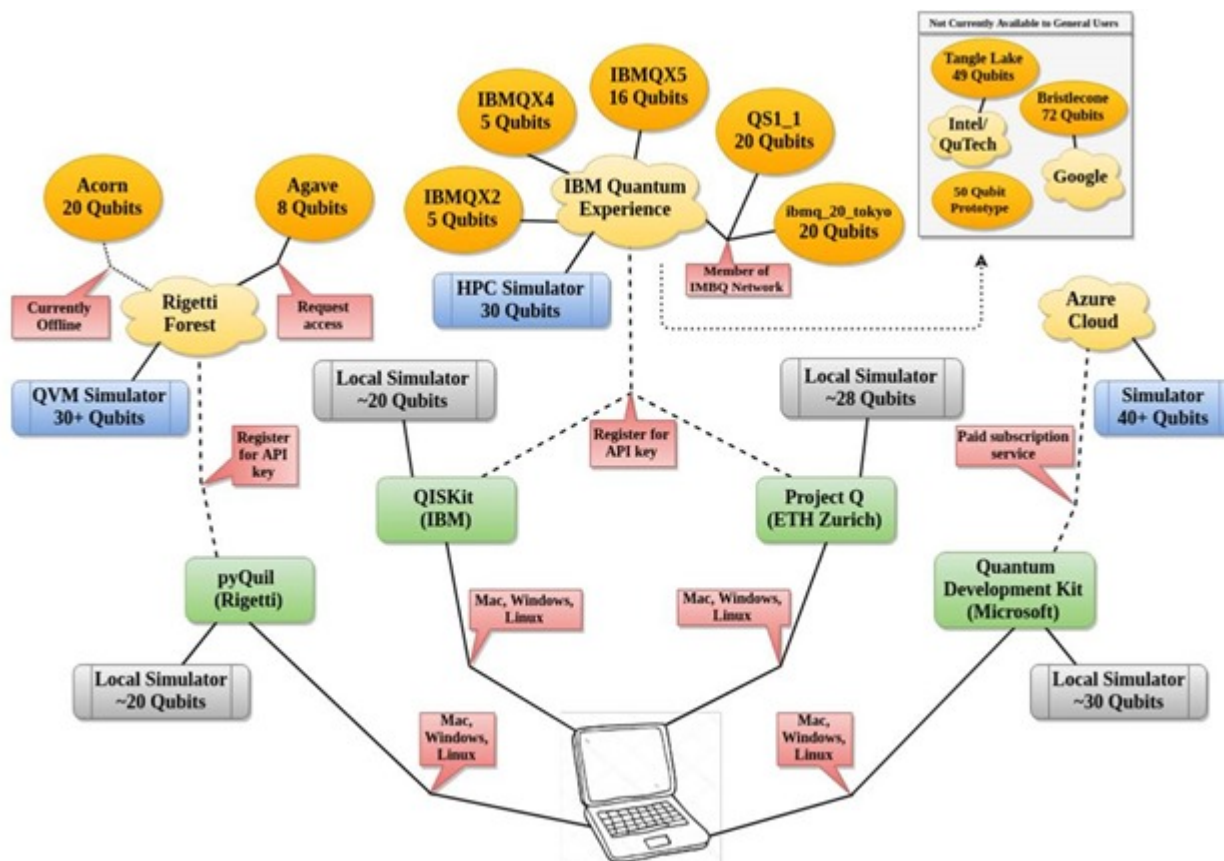 Not Currently Available to General Users
Tangle Lake
49 Qubits
Bristlecone
72 Qubits
Intel/
QuTech
Google
50 Qubit
Prototype
IBMQX5
16 Qubits
IBMQX4
5 Qubits
QS1_1
20 Qubits
IBMQX2
5 Qubits
IBM Quantum
Experience
ibmq_20_tokyo
20 Qubits
Acorn
20 Qubits
Agave
8 Qubits
HPC Simulator
30 Qubits
Member of
IMBQ Network
Currently
Offline
Rigetti
Forest
Request
access
Azure
Cloud
QVM Simulator
30+ Qubits
Local Simulator
~20 Qubits
Local Simulator
~28 Qubits
Simulator
40+ Qubits
Register
for API
key
Register for
API key
Paid subscription
service
QISKit
(IBM)
Project Q
(ETH Zurich)
pyQuil
(Rigetti)
Quantum
Development Kit
(Microsoft)
Mac, Windows,
Linux
Mac, Windows,
Linux
Local Simulator
~20 Qubits
Local Simulator
~30 Qubits
Mac,
Windows,
Linux
Mac,
Windows,
Linux